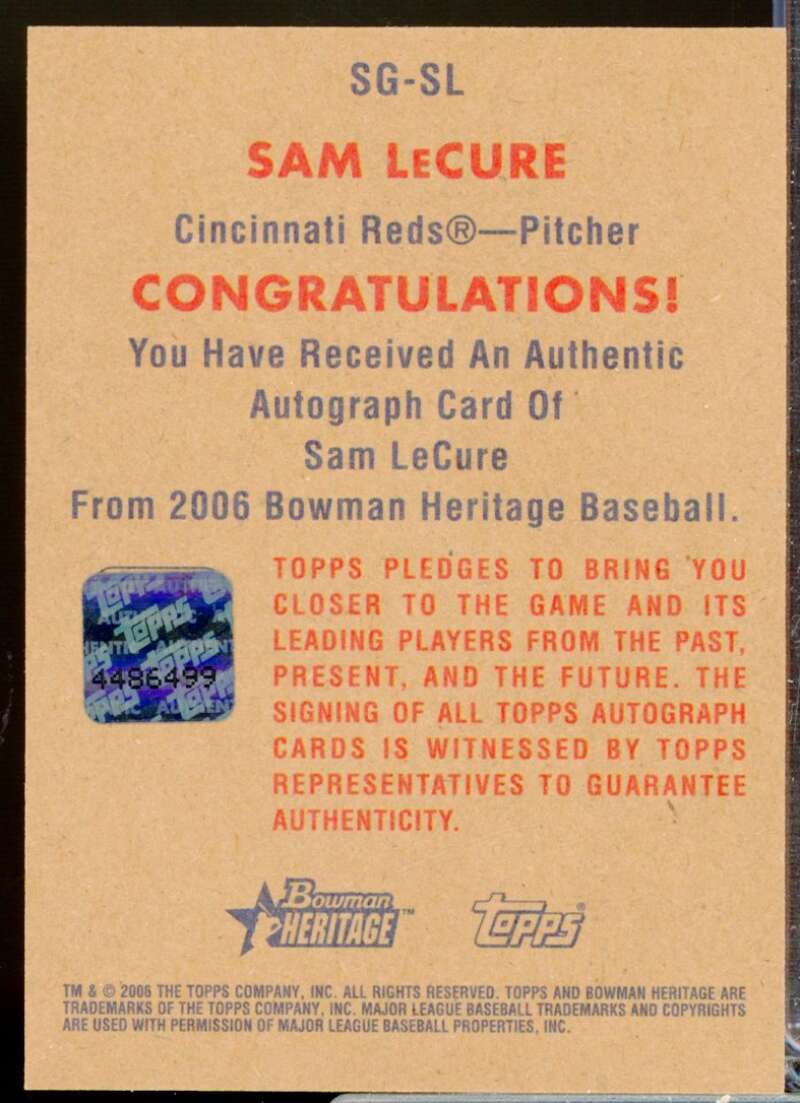 SG-SL
SAM LECURE
Cincinnati Reds®—Pitcher
CONGRATULATIONS!
You Have Received An Authentic
Autograph Card Of
Sam LeCure
From 2006 Bowman Heritage Baseball.
TOPPS PLEDGES TO BRING YOU
CLOSER TO THE GAME AND ITS
LEADING PLAYERS FROM THE PAST,
PRESENT, AND THE FUTURE. THE
SIGNING OF ALL TOPPS AUTOGRAPH
CARDS IS WITNESSED BY TOPPS
REPRESENTATIVES TO GUARANTEE
AUTHENTICITY.
Topps
4486499
Topps
Bowman
HERITAGE™
Topps®
TM & © 2006 THE TOPPS COMPANY, INC. ALL RIGHTS RESERVED. TOPPS AND BOWMAN HERITAGE ARE
TRADEMARKS OF THE TOPPS COMPANY, INC. MAJOR LEAGUE BASEBALL TRADEMARKS AND COPYRIGHTS
ARE USED WITH PERMISSION OF MAJOR LEAGUE BASEBALL PROPERTIES, INC.